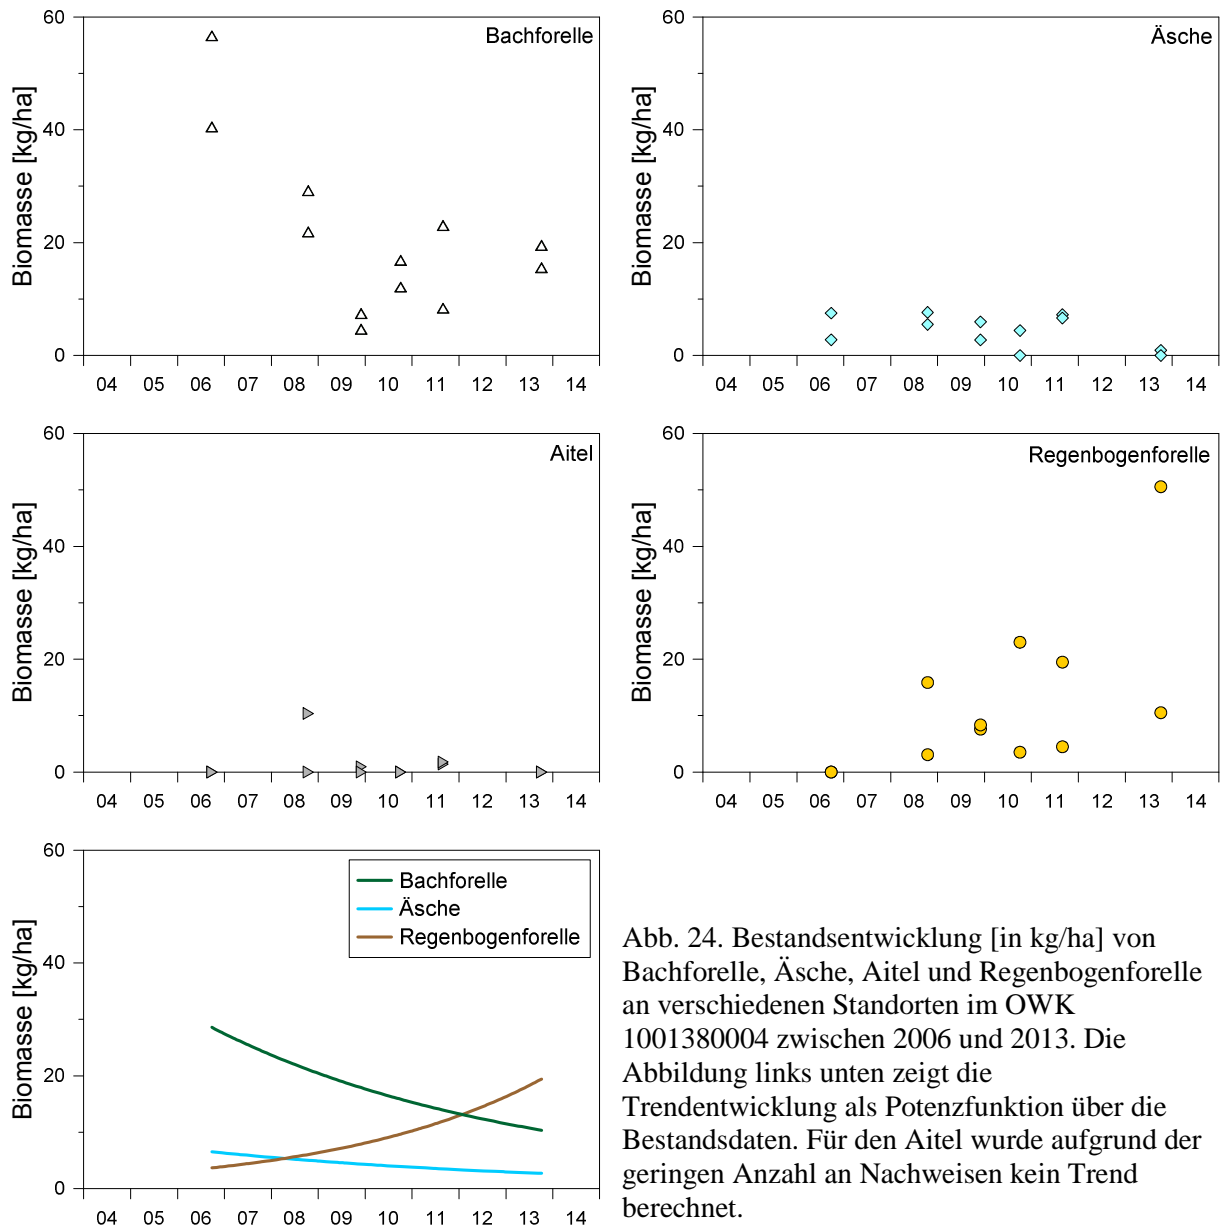 60
40
20
0
Biomasse [kg/ha]
Bachforelle
04 05 06 07 08 09 10 11 12 13 14
60
40
20
0
Biomasse [kg/ha]
Äsche
04 05 06 07 08 09 10 11 12 13 14
60
40
20
0
Biomasse [kg/ha]
Aitel
04 05 06 07 08 09 10 11 12 13 14
60
40
20
0
Biomasse [kg/ha]
Regenbogenforelle
04 05 06 07 08 09 10 11 12 13 14
60
40
20
0
Biomasse [kg/ha]
Bachforelle
Äsche
Regenbogenforelle
04 05 06 07 08 09 10 11 12 13 14
Abb. 24. Bestandsentwicklung [in kg/ha] von
Bachforelle, Äsche, Aitel und Regenbogenforelle
an verschiedenen Standorten im OWK
1001380004 zwischen 2006 und 2013. Die
Abbildung links unten zeigt die
Trendentwicklung als Potenzfunktion über die
Bestandsdaten. Für den Aitel wurde aufgrund der
geringen Anzahl an Nachweisen kein Trend
berechnet.